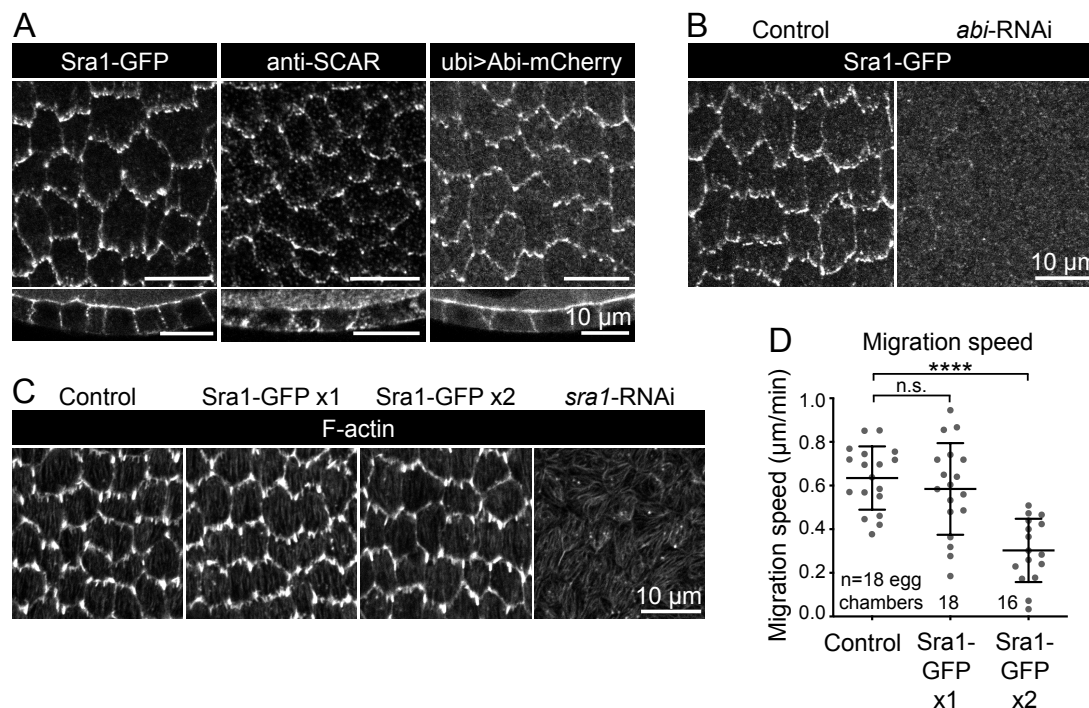 A
Sra1-GFP
anti-SCAR
ubi>Abi-mCherry
10 µm
B
Control
abi-RNAi
Sra1-GFP
10 µm
C
Control
Sra1-GFP x1
Sra1-GFP x2
sra1-RNAi
F-actin
10 µm
D
Migration speed
****
n.s.
Migration speed (µm/min)
1.0
0.8
0.6
0.4
0.2
0.0
n=18 egg
chambers
18
16
Control
Sra1-
GFP
x1
Sra1-
GFP
x2